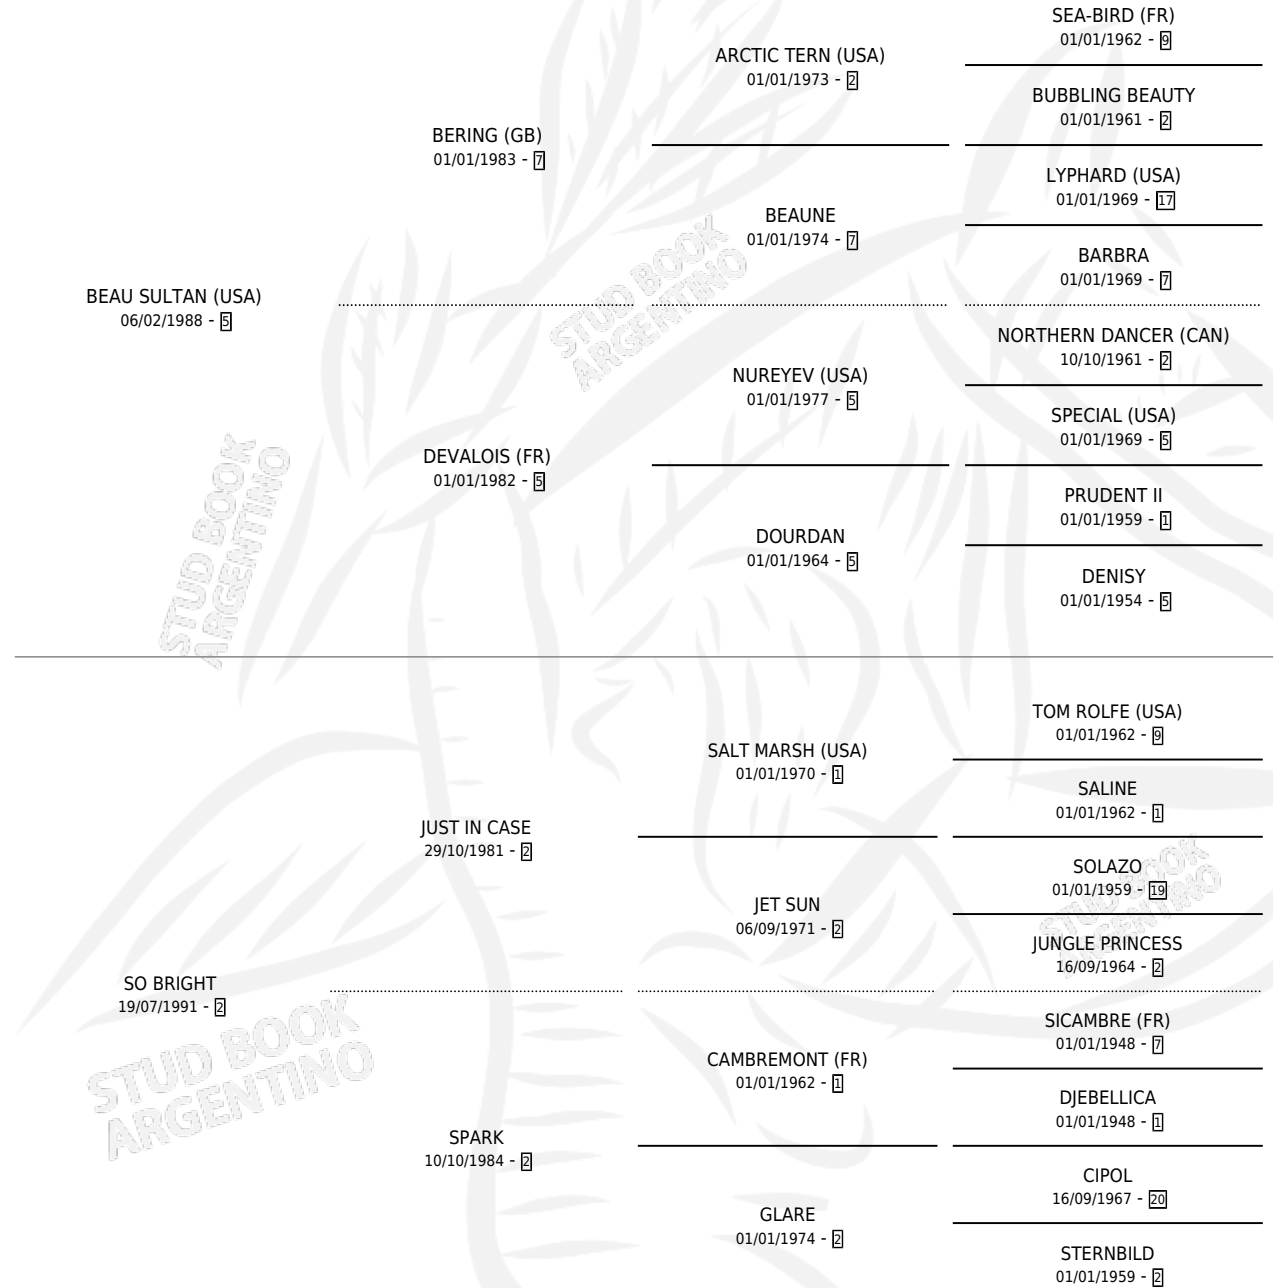 SEA-BIRD (FR)
01/01/1962 - 9
ARCTIC TERN (USA)
01/01/1973 - 2
BUBBLING BEAUTY
01/01/1961 - 2
BERING (GB)
01/01/1983 - 7
LYPHARD (USA)
01/01/1969 - 17
BEAUNE
01/01/1974 - 7
BARBRA
01/01/1969 - 7
BEAU SULTAN (USA)
06/02/1988 - 5
NORTHERN DANCER (CAN)
10/10/1961 - 2
NUREYEV (USA)
01/01/1977 - 5
SPECIAL (USA)
01/01/1969 - 5
DEVALOIS (FR)
01/01/1982 - 5
PRUDENT II
01/01/1959 - 1
DOURDAN
01/01/1964 - 5
DENISY
01/01/1954 - 5
TOM ROLFE (USA)
01/01/1962 - 9
SALT MARSH (USA)
01/01/1970 - 1
SALINE
01/01/1962 - 1
JUST IN CASE
29/10/1981 - 2
SOLAZO
01/01/1959 - 19
JET SUN
06/09/1971 - 2
JUNGLE PRINCESS
16/09/1964 - 2
SO BRIGHT
19/07/1991 - 2
SICAMBRE (FR)
01/01/1948 - 7
CAMBREMONT (FR)
01/01/1962 - 1
DJEBELLICA
01/01/1948 - 1
SPARK
10/10/1984 - 2
CIPOL
16/09/1967 - 20
GLARE
01/01/1974 - 2
STERNBILD
01/01/1959 - 2
STUD BOOK
ARGENTINO
STUD BOOK
ARGENTINO
STUD BOOK
ARGENTINO
STUD BOOK
ARGENTINO